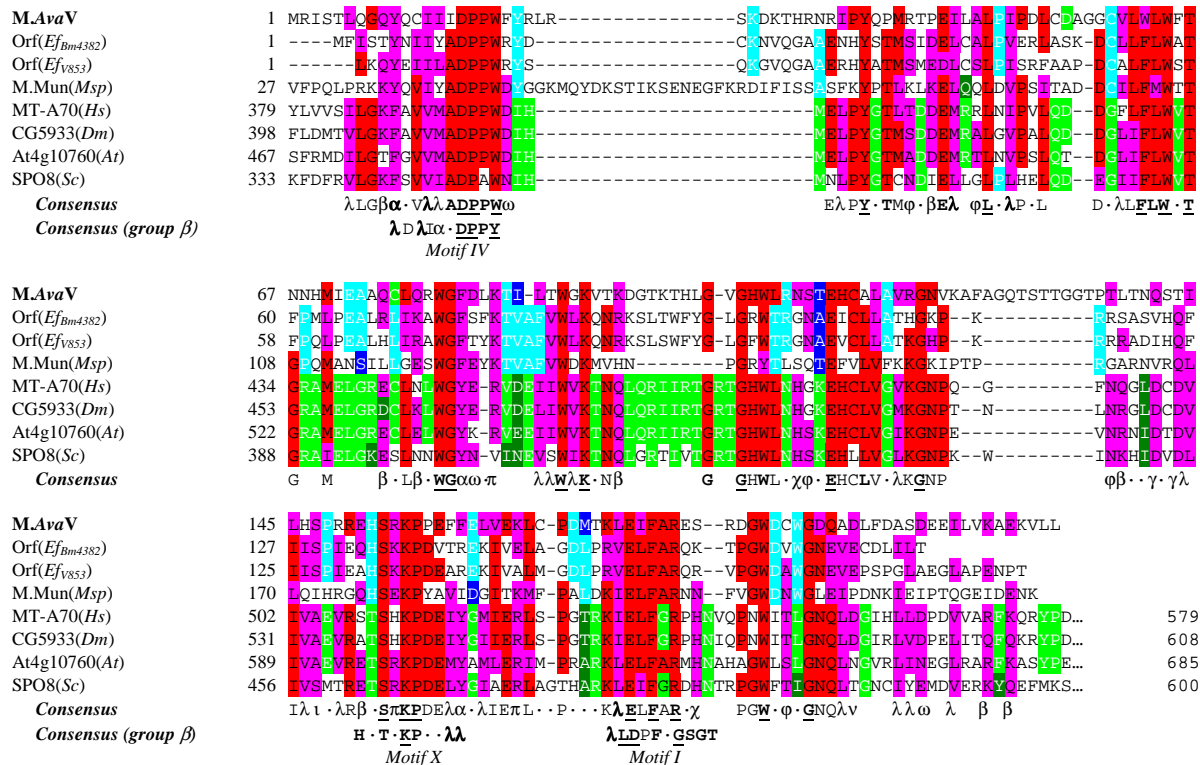 M.AvaV 1 MRISTLQGQYQCIIIDPPWFYRLR---------------SKDKTHRNRIPYQPMRTPEILALPIPDLCDAGGCVLWLWFT
Orf(EfBm4382) 1 ----MFISTYNIIYADPPWRYD-----------------CKNVQGAAENHYSTMSIDELCALPVERLASK-DCLLFLWAT
Orf(EfV853) 1 ------LKQYEIILADPPWRYS-----------------QKGVQGAAERHYATMSMEDLCSLPISRFAAP-DCALFLWST
M.Mun(Msp) 27 VFPQLPRKKYQVIYADPPWDYGGKMQYDKSTIKSENEGFKRDIFISSASFKYPTLKLKELQQLDVPSITAD-DCILFMWTT
MT-A70(Hs) 379 YLVVSILGKFAVVMADPPWDIH-----------------------MELPYGTLTDDEMRRLNIPVLQD--DGFLFLWVT
CG5933(Dm) 398 FLDMTVLGKFAVVMADPPWDIH-----------------------MELPYGTMSDDEMRALGVPALQD--DGLIFLWVT
At4g10760(At) 467 SFRMDILGTFGVVMADPPWDIH-----------------------MELPYGTMADDEMRTLNVPSLQT--DGLIFLWVT
SPO8(Sc) 333 KFDFRVLGKFSVVIADPAWNIH-----------------------MNLPYGTCNDIELLGLPLHELQD--EGIIFLWVT
Consensus λLGβα·VλλADPPWω EλPY·TMφ·βEλ φL·λP·L D·λLFLW·T
Consensus (group β) λDλIα·DPPY
Motif IV
M.AvaV 67 NNHMIEAAQCLQRWGFDLKTI-LTWGKVTKDGTKTHLG-VGHWLRNSTEHCALAVRGNVKAFAGQTSTTGGTPTLTNQSTI
Orf(EfBm4382) 60 FPMLPEALRLIKAWGFSFKTVAFVWLKQNRKSLTWFYG-LGRWTRGNAEICLLATHGKP--K---------RRSASVHQF
Orf(EfV853) 58 FPQLPEALHLIRAWGFTYKTVAFVWLKQNRKSLSWFYG-LGFWTRGNAEVCLLATKGHP--K---------RRRADIHQF
M.Mun(Msp) 108 GPQMANSILLGESWGFEYKTVAFVWDKMVHN------PGRYTLSQTEFVLVFKKGKIPTP---------RGARNVRQL
MT-A70(Hs) 434 GRAMELGRECLNLWGYE-RVDEIIWVKTNQLQRIIRTGRTGHWLNHGKEHCLVGVKGNPQ--G---------FNQGLDCDV
CG5933(Dm) 453 GRAMELGRDCLKLWGYE-RVDELIWVKTNQLQRIIRTGRTGHWLNHGKEHCLVGMKGNPT--N---------LNRGLDCDV
At4g10760(At) 522 GRAMELGRECLELWGYK-RVEEIIWVKTNQLQRIIRTGRTGHWLNHSKEHCLVGIKGNPE-----------VNRNIDTDV
SPO8(Sc) 388 GRAIELGKESLNNWGYN-VINEVSWIKTNQLGRTIVTGRTGHWLNHSKEHLLVGLKGNPK--W---------INKHIDVDL
Consensus G M β·Lβ·WGαω·π λλWλK·Nβ G GHWL·χφ·EHCLV·λKGNP φβ··γ·γλ
M.AvaV 145 LHSPRREHSRKPPEFFELVEKLC-PDMTKLEIFARES--RDGWDCWGDQADLFDASDEEILVKAEKVLL
Orf(EfBm4382) 127 IISPIEQHSKKPDVTREKIVELA-GDLPRVELFARQK--TPGWDVWGNEVECDLILT
Orf(EfV853) 125 IISPIEAHSKKPDEAREKIVALM-GDLPRVELFARQR--VPGWDAWGNEVEPSPGLAEGLAPENPT
M.Mun(Msp) 170 LQIHRGQHSEKPYAVIDGITKMF-PALDKIELFARNN--FVGWDNWGLEIPDNKIEIPTQGEIDENK
MT-A70(Hs) 502 IVAEVRSTSHKPDEIYGMIERLS-PGTRKIELFGRPHNVQPNWITLGNQLDGIHLLDPDVVARFKQRYPD… 579
CG5933(Dm) 531 IVAEVRATSHKPDEIYGIIERLS-PGTRKIELFGRPHNIQPNWITLGNQLDGIRLVDPELITQFQKRYPD… 608
At4g10760(At) 589 IVAEVRETSRKPDEMYAMLERIM-PRARKLELFARMHNAHAGWLSLGNQLNGVRLINEGLRARFKASYPE… 685
SPO8(Sc) 456 IVSMTRETSRKPDELYGIAERLAGTHARKLEIFGRDHNTRPGWFTIGNQLTGNCIYEMDVERKYQEFMKS… 600
Consensus Iλι·λRβ·SπKPDEλα·λIEπL··P··KλELFAR·χ PGW·φ·GNQλν λλω λ β β
Consensus (group β) H·T·KP··λλ λLDPF·GSGT
Motif X Motif I